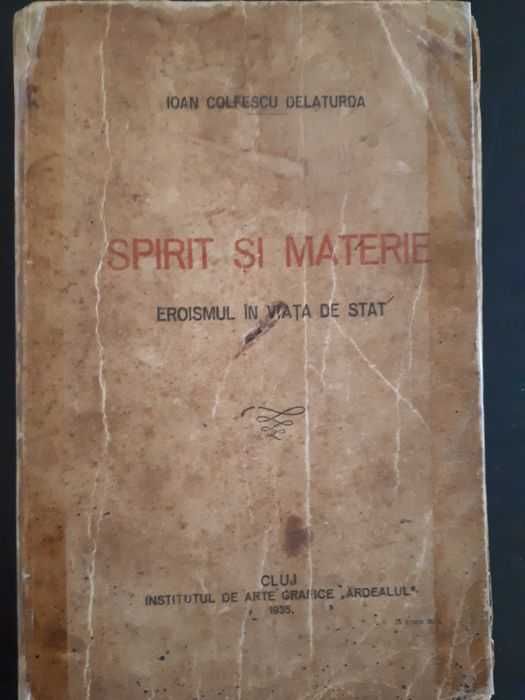 IOAN COLFESCU DELATURDA
SPIRIT ȘI MATERIE
EROISMUL ÎN VIAȚA DE STAT
CLUJ
INSTITUTUL DE ARTE GRAFICE „ARDEALUL”
1935.